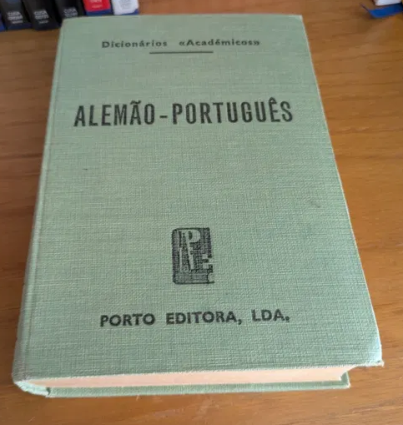 Dicionários «Académicos»
ALEMÃO-PORTUGUÊS
PE
PORTO EDITORA, LDA.